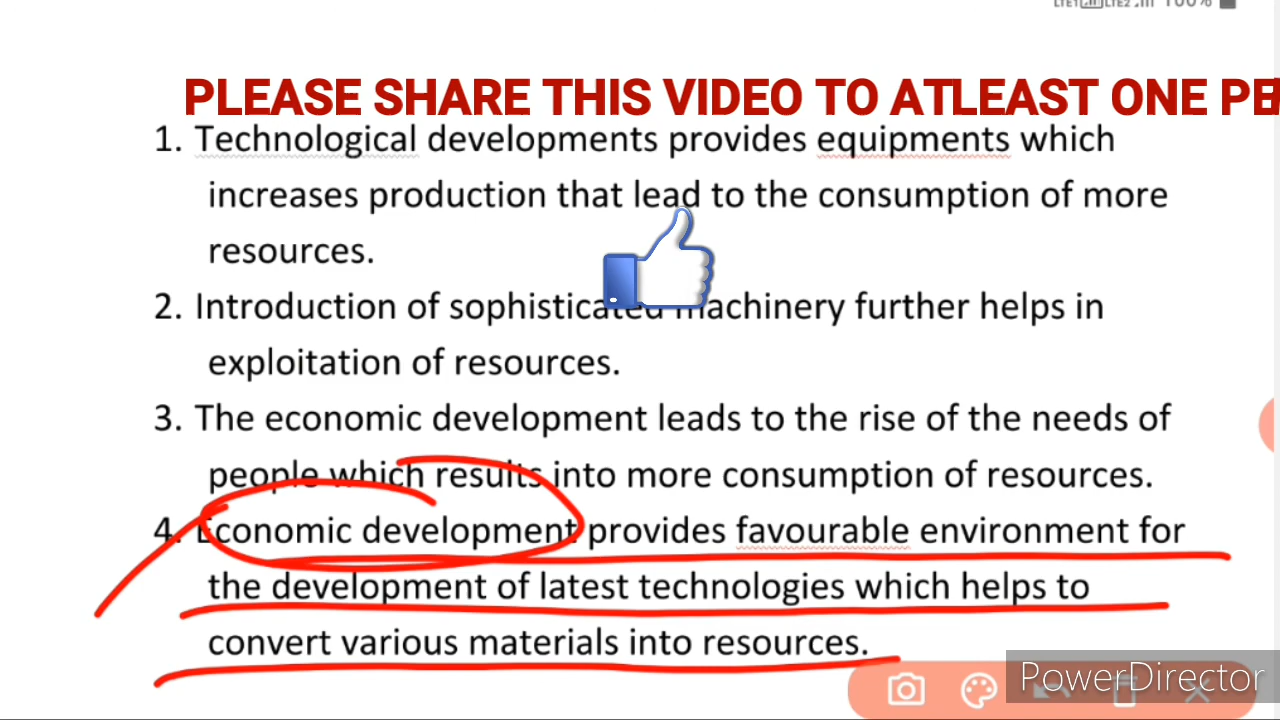 LTE1 LTE2 100%
PLEASE SHARE THIS VIDEO TO ATLEAST ONE PE
1. Technological developments provides equipments which
increases production that lead to the consumption of more
resources.
2. Introduction of sophisticated machinery further helps in
exploitation of resources.
3. The economic development leads to the rise of the needs of
people which results into more consumption of resources.
4. Economic development provides favourable environment for
the development of latest technologies which helps to
convert various materials into resources.
PowerDirector